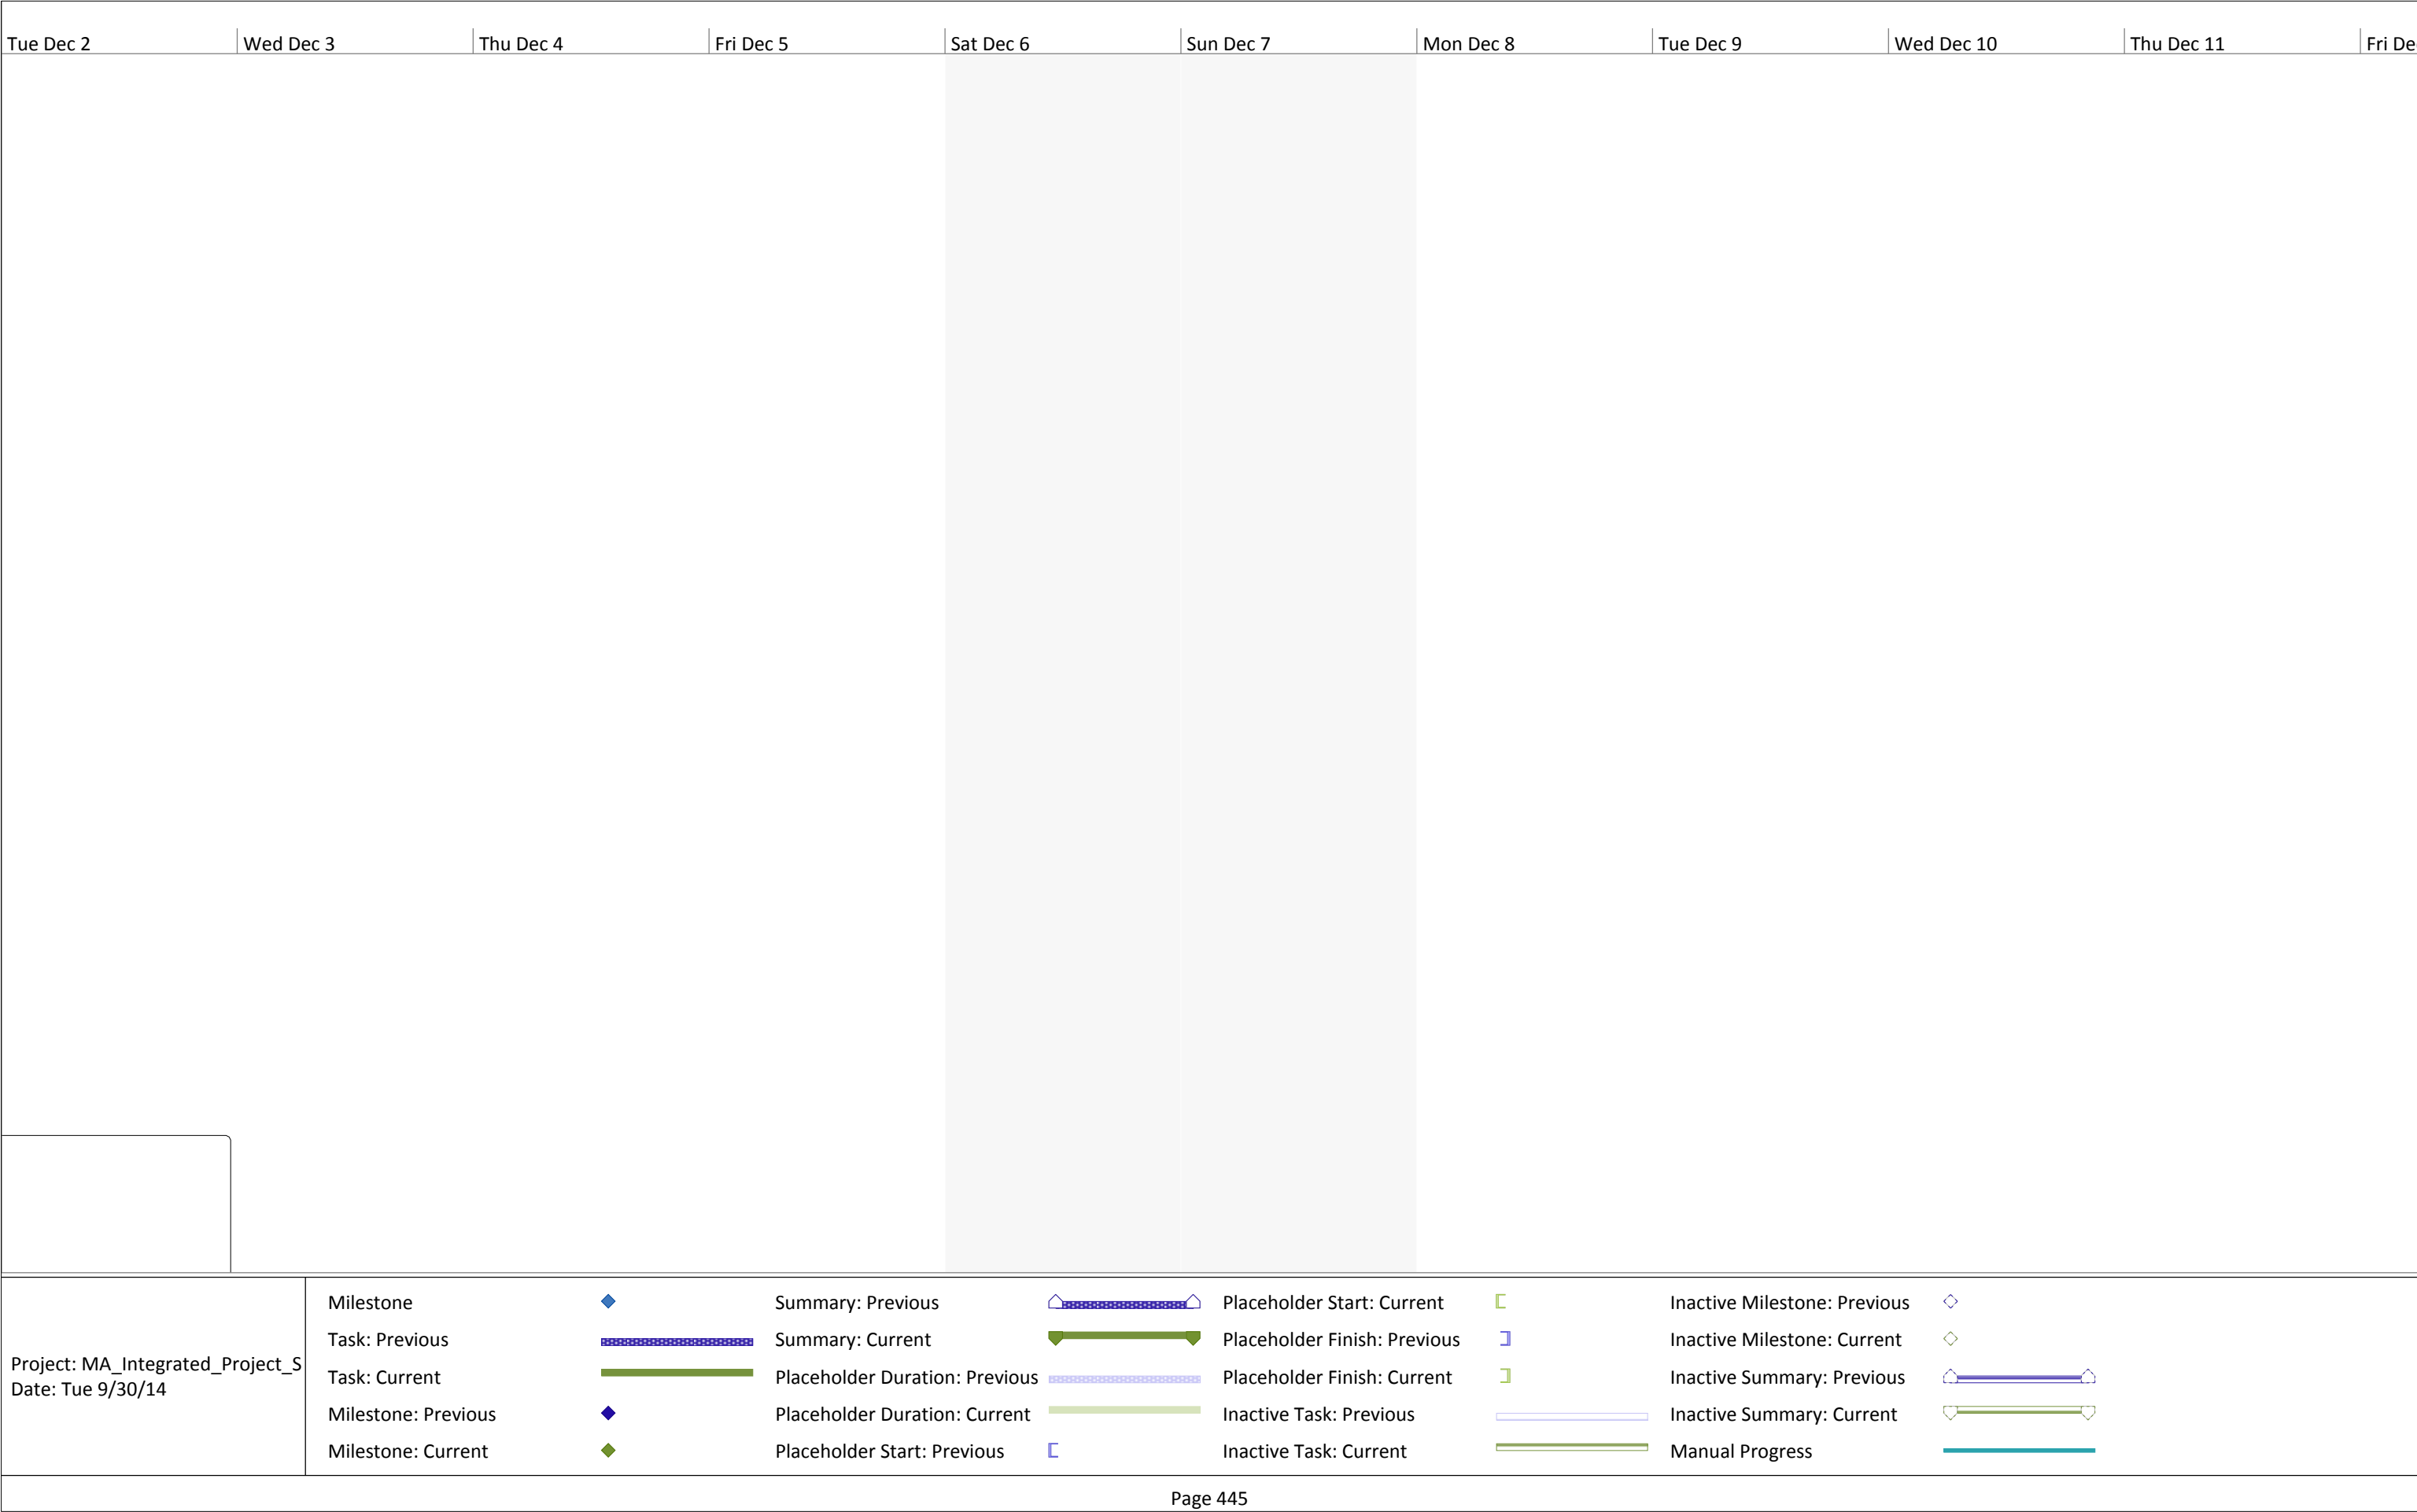 Tue Dec 2 Wed Dec 3 Thu Dec 4 Fri Dec 5 Sat Dec 6 Sun Dec 7 Mon Dec 8 Tue Dec 9 Wed Dec 10 Thu Dec 11 Fri De
Project: MA_Integrated_Project_S
Date: Tue 9/30/14
Milestone
Task: Previous
Task: Current
Milestone: Previous
Milestone: Current
Summary: Previous
Summary: Current
Placeholder Duration: Previous
Placeholder Duration: Current
Placeholder Start: Previous
Placeholder Start: Current
Placeholder Finish: Previous
Placeholder Finish: Current
Inactive Task: Previous
Inactive Task: Current
Inactive Milestone: Previous
Inactive Milestone: Current
Inactive Summary: Previous
Inactive Summary: Current
Manual Progress
Page 445